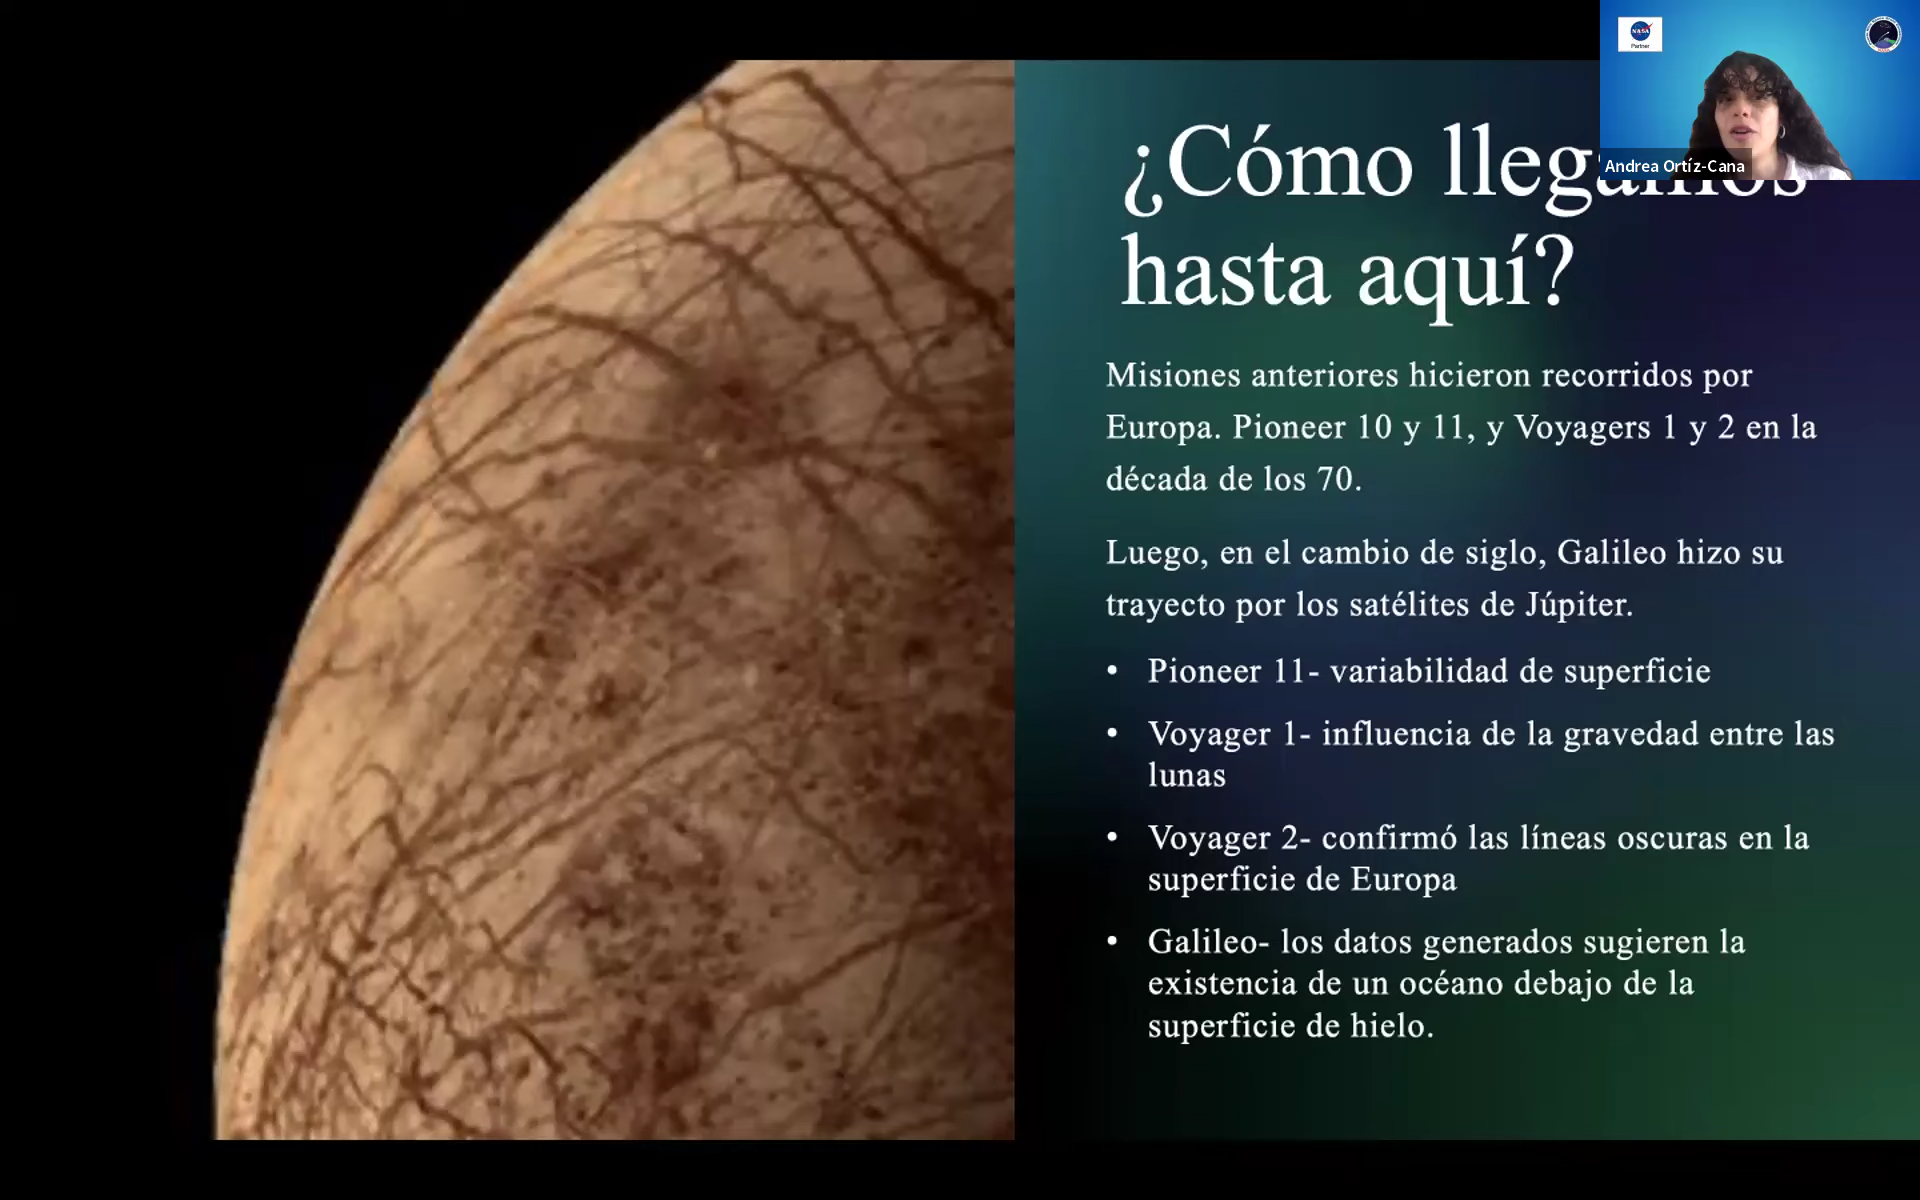 NASA
Partner
Andrea Ortíz-Cana
¿Cómo llegamos
hasta aquí?
Misiones anteriores hicieron recorridos por
Europa. Pioneer 10 y 11, y Voyagers 1 y 2 en la
década de los 70.
Luego, en el cambio de siglo, Galileo hizo su
trayecto por los satélites de Júpiter.
• Pioneer 11- variabilidad de superficie
• Voyager 1- influencia de la gravedad entre las
lunas
• Voyager 2- confirmó las líneas oscuras en la
superficie de Europa
• Galileo- los datos generados sugieren la
existencia de un océano debajo de la
superficie de hielo.